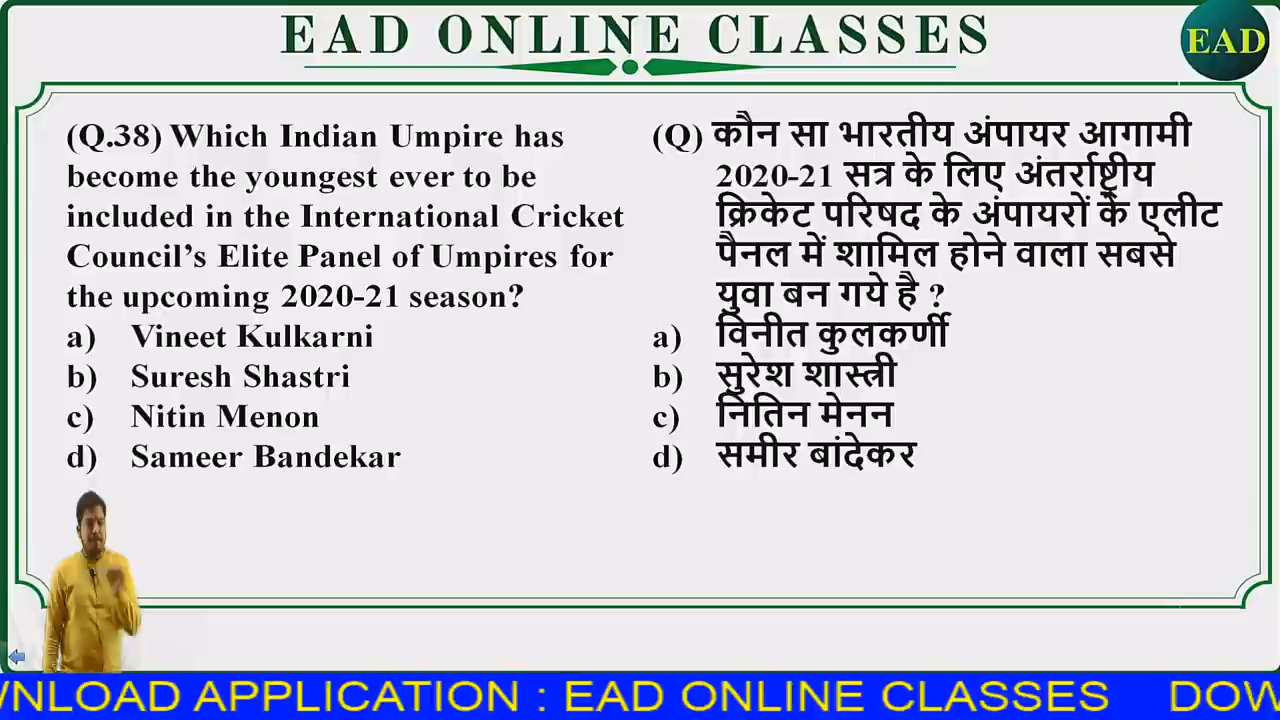 EAD ONLINE CLASSES
EAD
(Q.38) Which Indian Umpire has
become the youngest ever to be
included in the International Cricket
Council’s Elite Panel of Umpires for
the upcoming 2020-21 season?
a) Vineet Kulkarni
b) Suresh Shastri
c) Nitin Menon
d) Sameer Bandekar
(Q) कौन सा भारतीय अंपायर आगामी
2020-21 सत्र के लिए अंतर्राष्ट्रीय
क्रिकेट परिषद के अंपायरों के एलीट
पैनल में शामिल होने वाला सबसे
युवा बन गये है ?
a) विनीत कुलकर्णी
b) सुरेश शास्त्री
c) नितिन मेनन
d) समीर बांदेकर
WNLOAD APPLICATION : EAD ONLINE CLASSES DOW